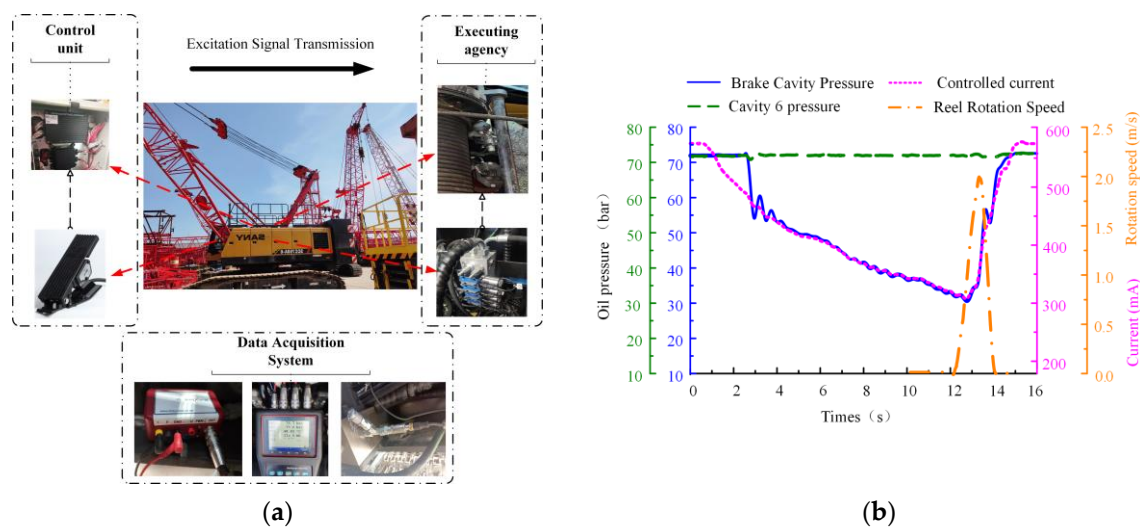 Control
unit
Excitation Signal Transmission
Executing
agency
SANY
Data Acquisition
System
(a)
Brake Cavity Pressure
Controlled current
Cavity 6 pressure
Reel Rotation Speed
80 80 600 2.5
70 70 2.0
60 60 500
50 50 1.5
40 40 400
1.0
30 30 300
20 20 0.5
10 10 200 0.0
0 2 4 6 8 10 12 14 16
Oil pressure (bar)
Current (mA)
Rotation speed (m/s)
Times (s)
(b)